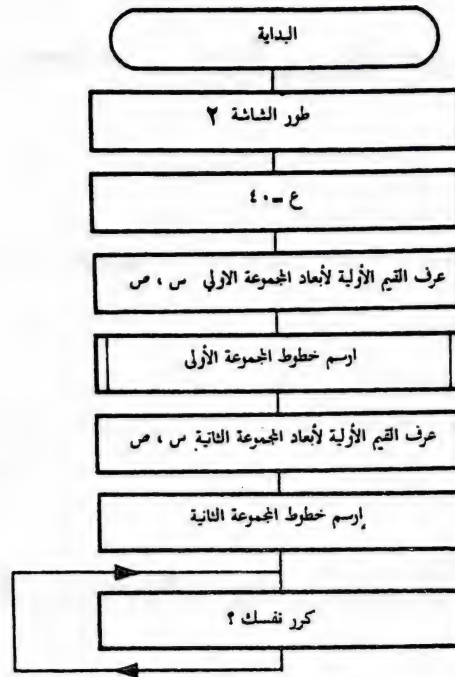 البداية
طور الشاشة ٢
ع = ٤٠
عرف القيم الأولية لأبعاد المجموعة الاولي س ، ص
ارسم خطوط المجموعة الأولى
عرف القيم الأولية لأبعاد المجموعة الثانية س ، ص
إرسم خطوط المجموعة الثانية
كرر نفسك ؟